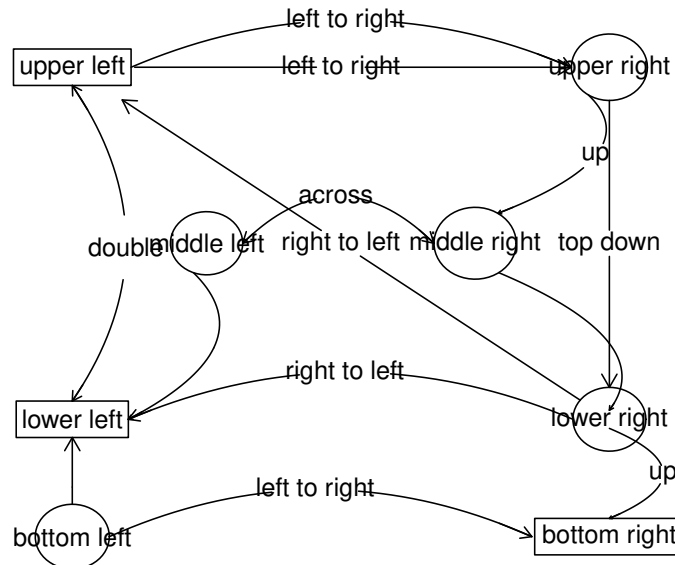 left to right
upper left
left to right
upper right
up
across
double
middle left
right to left
middle right
top down
right to left
lower left
lower right
up
left to right
bottom left
bottom right